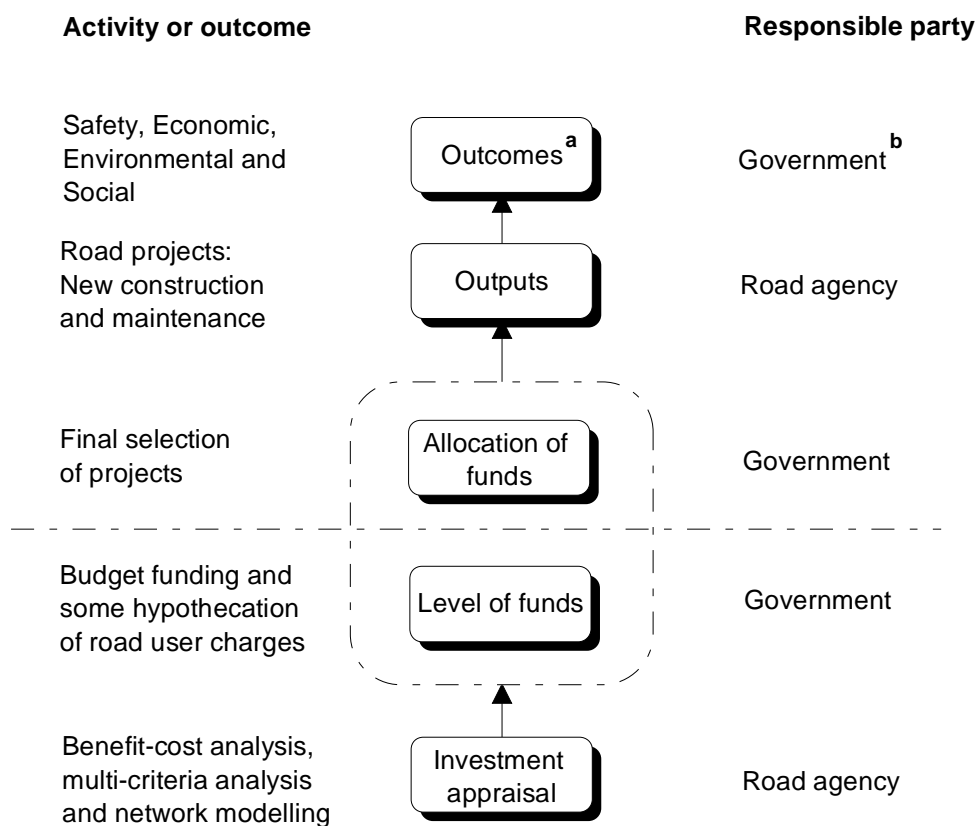 Activity or outcome
Responsible party
Safety, Economic,
Environmental and
Social
Outcomes a
Government b
Road projects:
New construction
and maintenance
Outputs
Road agency
Final selection
of projects
Allocation of
funds
Government
Budget funding and
some hypothecation
of road user charges
Level of funds
Government
Benefit-cost analysis,
multi-criteria analysis
and network modelling
Investment
appraisal
Road agency